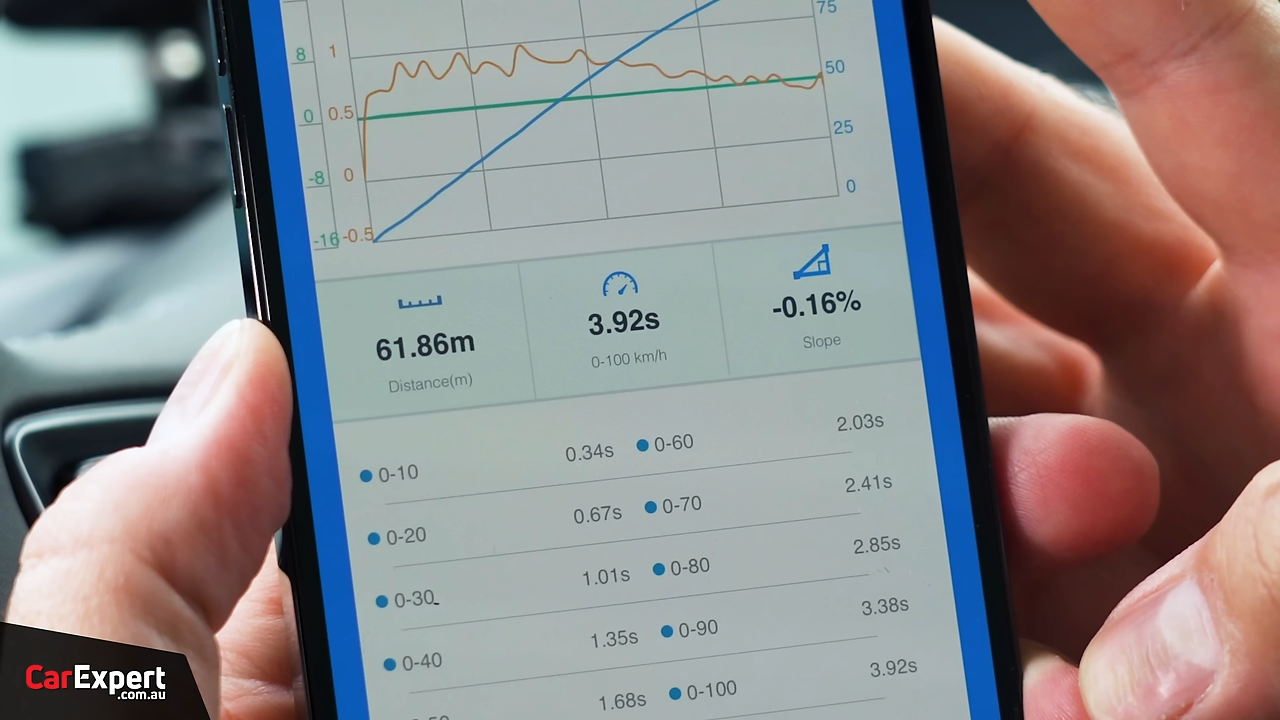 75
8 1
50
0 0.5
25
-8 0
0
-16 -0.5
61.86m 3.92s -0.16%
Distance(m) 0-100 km/h Slope
0-10 0.34s 0-60 2.03s
0-20 0.67s 0-70 2.41s
0-30 1.01s 0-80 2.85s
0-40 1.35s 0-90 3.38s
1.68s 0-100 3.92s
CarExpert
.com.au